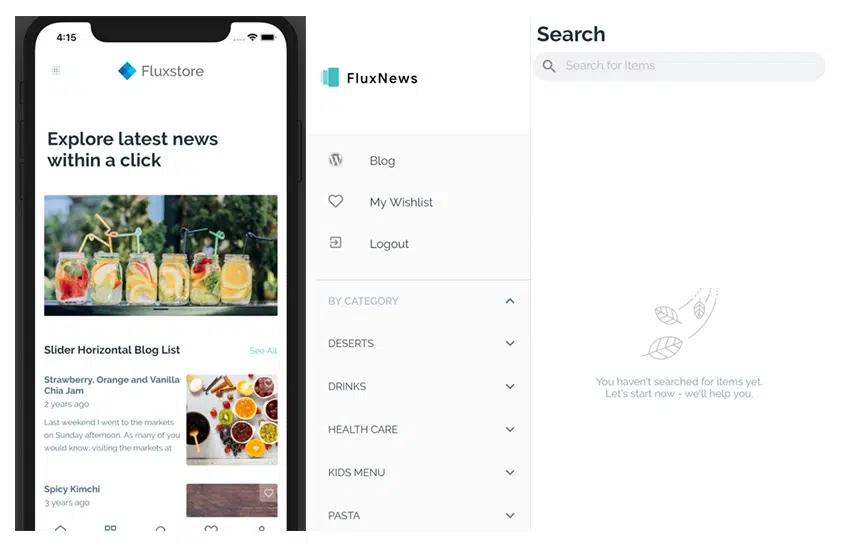 4:15
Fluxstore
Explore latest news
within a click
Slider Horizontal Blog List
See All
Strawberry, Orange and Vanilla
Chia Jam
2 years ago
Last weekend I went to the markets
on Sunday afternoon. As many of you
would know, visiting the markets at
Spicy Kimchi
3 years ago
FluxNews
Blog
My Wishlist
Logout
BY CATEGORY
DESERTS
DRINKS
HEALTH CARE
KIDS MENU
PASTA
Search
Search for Items
You haven't searched for items yet.
Let's start now - we'll help you.